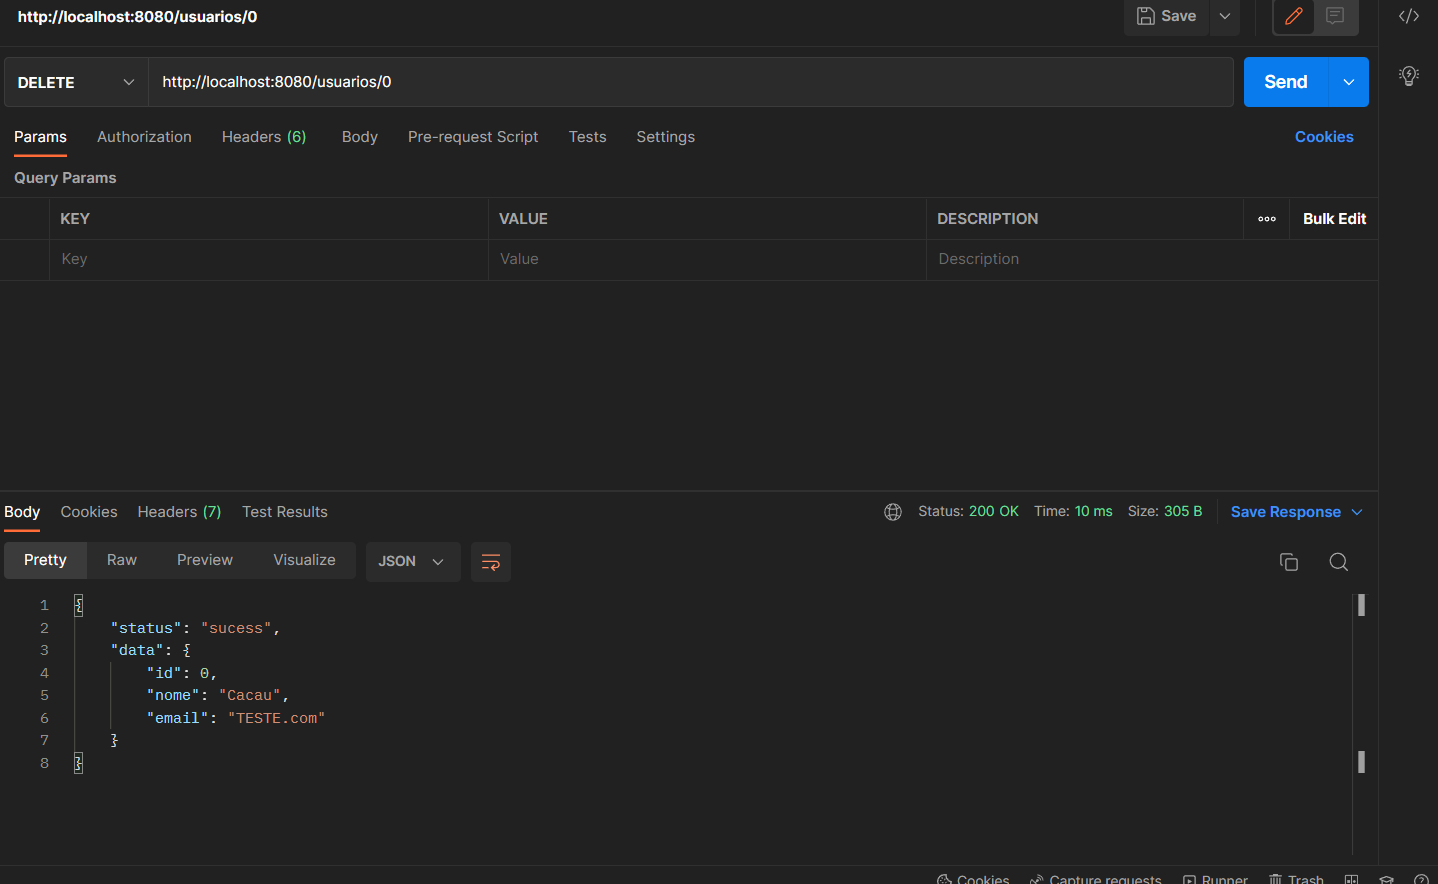 http://localhost:8080/usuarios/0
Save
DELETE
http://localhost:8080/usuarios/0
Send
Params Authorization Headers (6) Body Pre-request Script Tests Settings Cookies
Query Params
KEY VALUE DESCRIPTION ooo Bulk Edit
Key Value Description
Body Cookies Headers (7) Test Results Status: 200 OK Time: 10 ms Size: 305 B Save Response
Pretty Raw Preview Visualize JSON
1 {
2 "status": "sucess",
3 "data": {
4 "id": 0,
5 "nome": "Cacau",
6 "email": "TESTE.com"
7 }
8 }
Cookies Capture requests Runner Trash